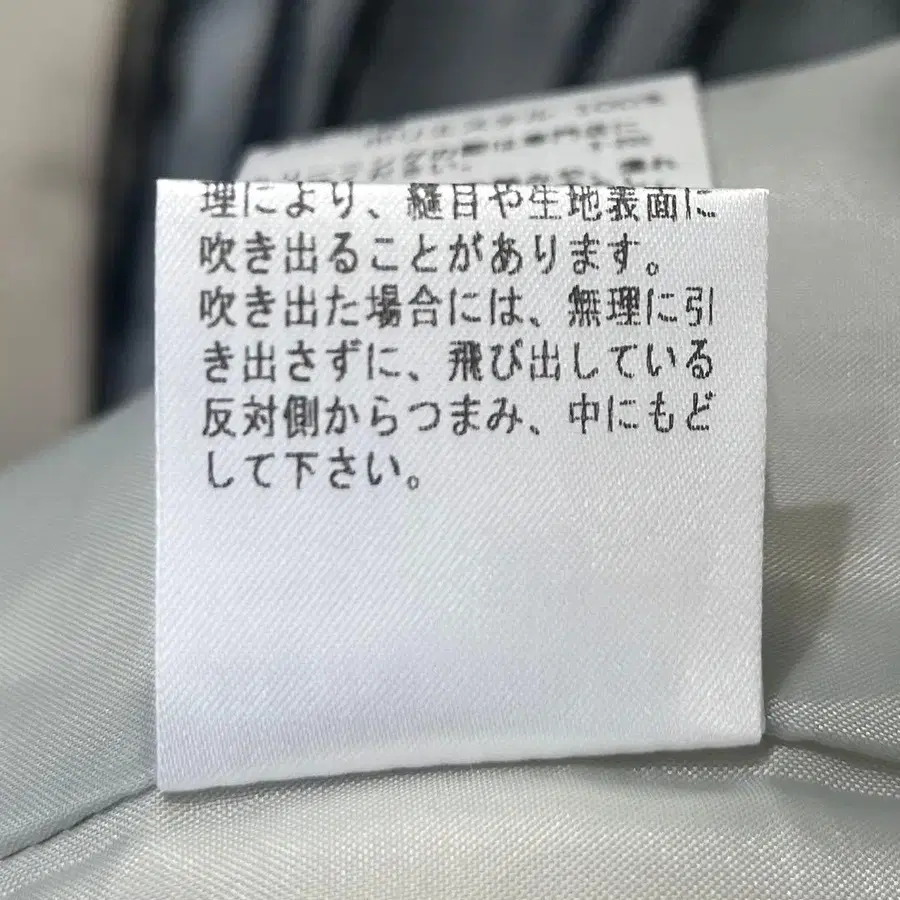 理により、縫目や生地表面に
吹き出ることがあります。
吹き出た場合には、無理に引
き出さずに、飛び出している
反対側からつまみ、中にもど
して下さい。